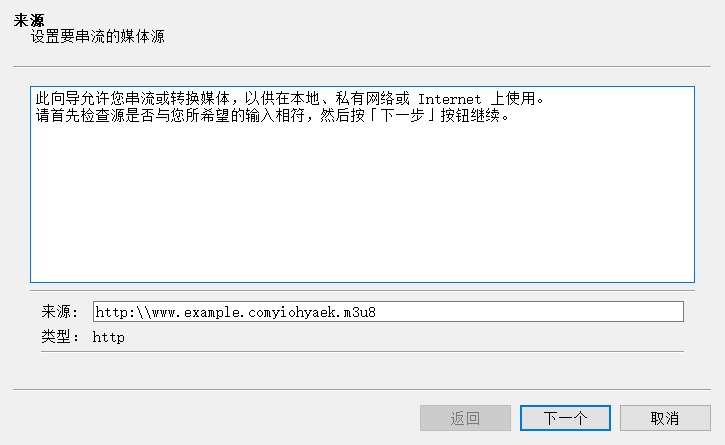 来源
设置要串流的媒体源
此向导允许您串流或转换媒体，以供在本地、私有网络或 Internet 上使用。
请首先检查源是否与您所希望的输入相符，然后按「下一步」按钮继续。
来源: http:\\www.example.comyiohyaek.m3u8
类型: http
返回 下一个 取消